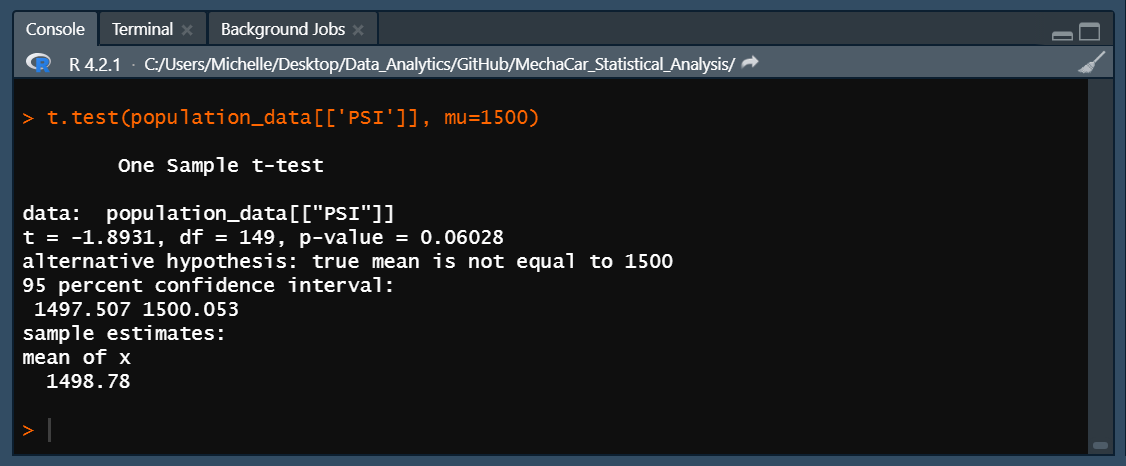 Console Terminal Background Jobs
R 4.2.1 · C:/Users/Michelle/Desktop/Data_Analytics/GitHub/MechaCar_Statistical_Analysis/
> t.test(population_data[['PSI']], mu=1500)
One Sample t-test
data:  population_data[["PSI"]]
t = -1.8931, df = 149, p-value = 0.06028
alternative hypothesis: true mean is not equal to 1500
95 percent confidence interval:
1497.507 1500.053
sample estimates:
mean of x
1498.78
>